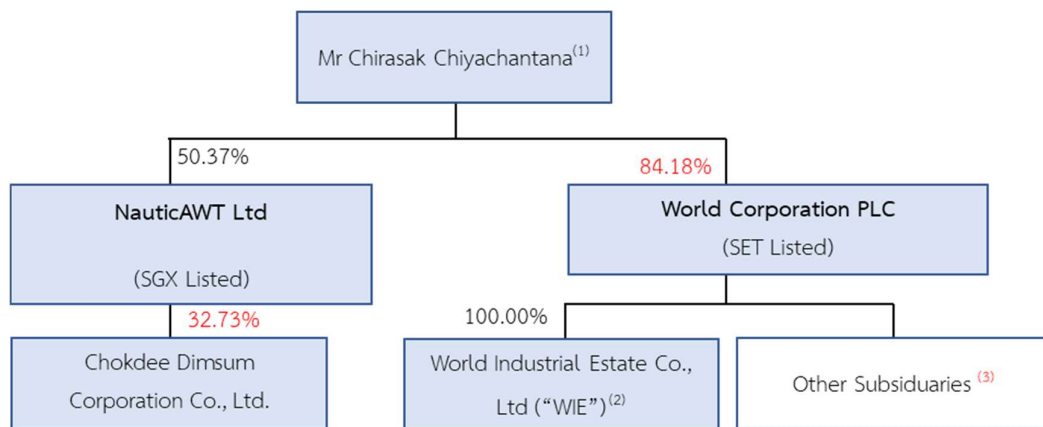 Mr Chirasak Chiyachantana(1)
50.37%
84.18%
NauticAWT Ltd
(SGX Listed)
World Corporation PLC
(SET Listed)
32.73%
100.00%
Chokdee Dimsum
Corporation Co., Ltd.
World Industrial Estate Co.,
Ltd (“WIE”)(2)
Other Subsiduaries (3)